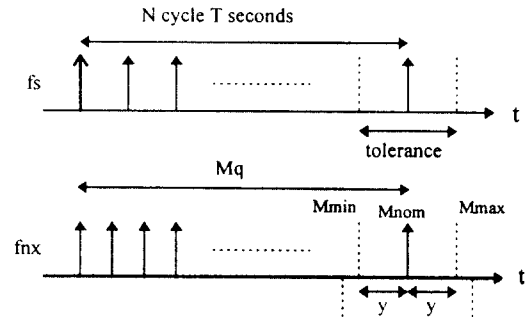 N cycle T seconds
fs
t
tolerance
Mq
Mmin
Mnom
Mmax
fnx
t
y
y